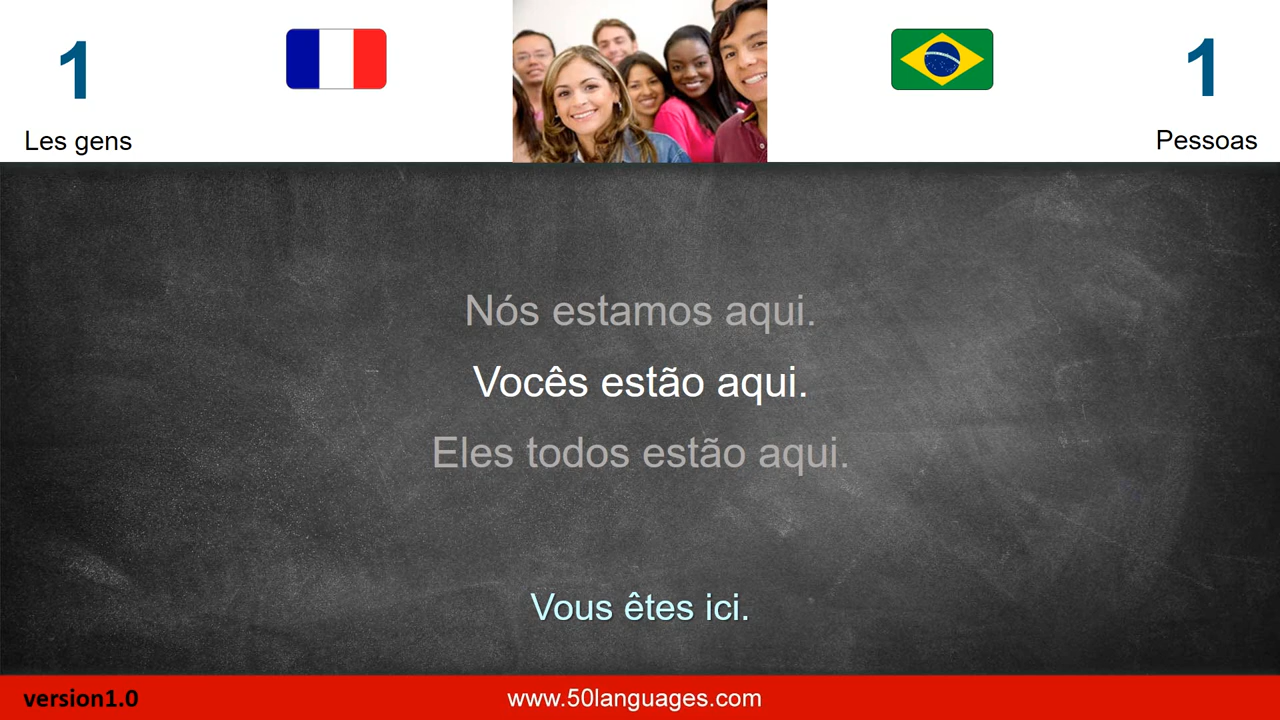 1
1
Les gens
Pessoas
Nós estamos aqui.
Vocês estão aqui.
Eles todos estão aqui.
Vous êtes ici.
version1.0
www.50languages.com